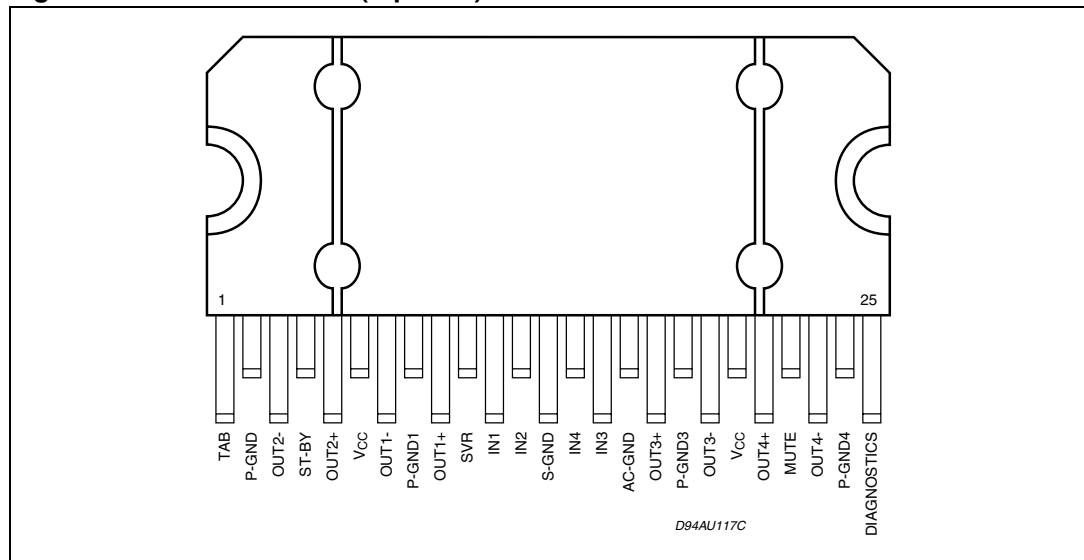 1
25
TAB
P-GND
OUT2-
ST-BY
OUT2+
VCC
OUT1-
P-GND1
OUT1+
SVR
IN1
IN2
S-GND
IN4
IN3
AC-GND
OUT3+
P-GND3
OUT3-
VCC
OUT4+
MUTE
OUT4-
P-GND4
DIAGNOSTICS
D94AU117C